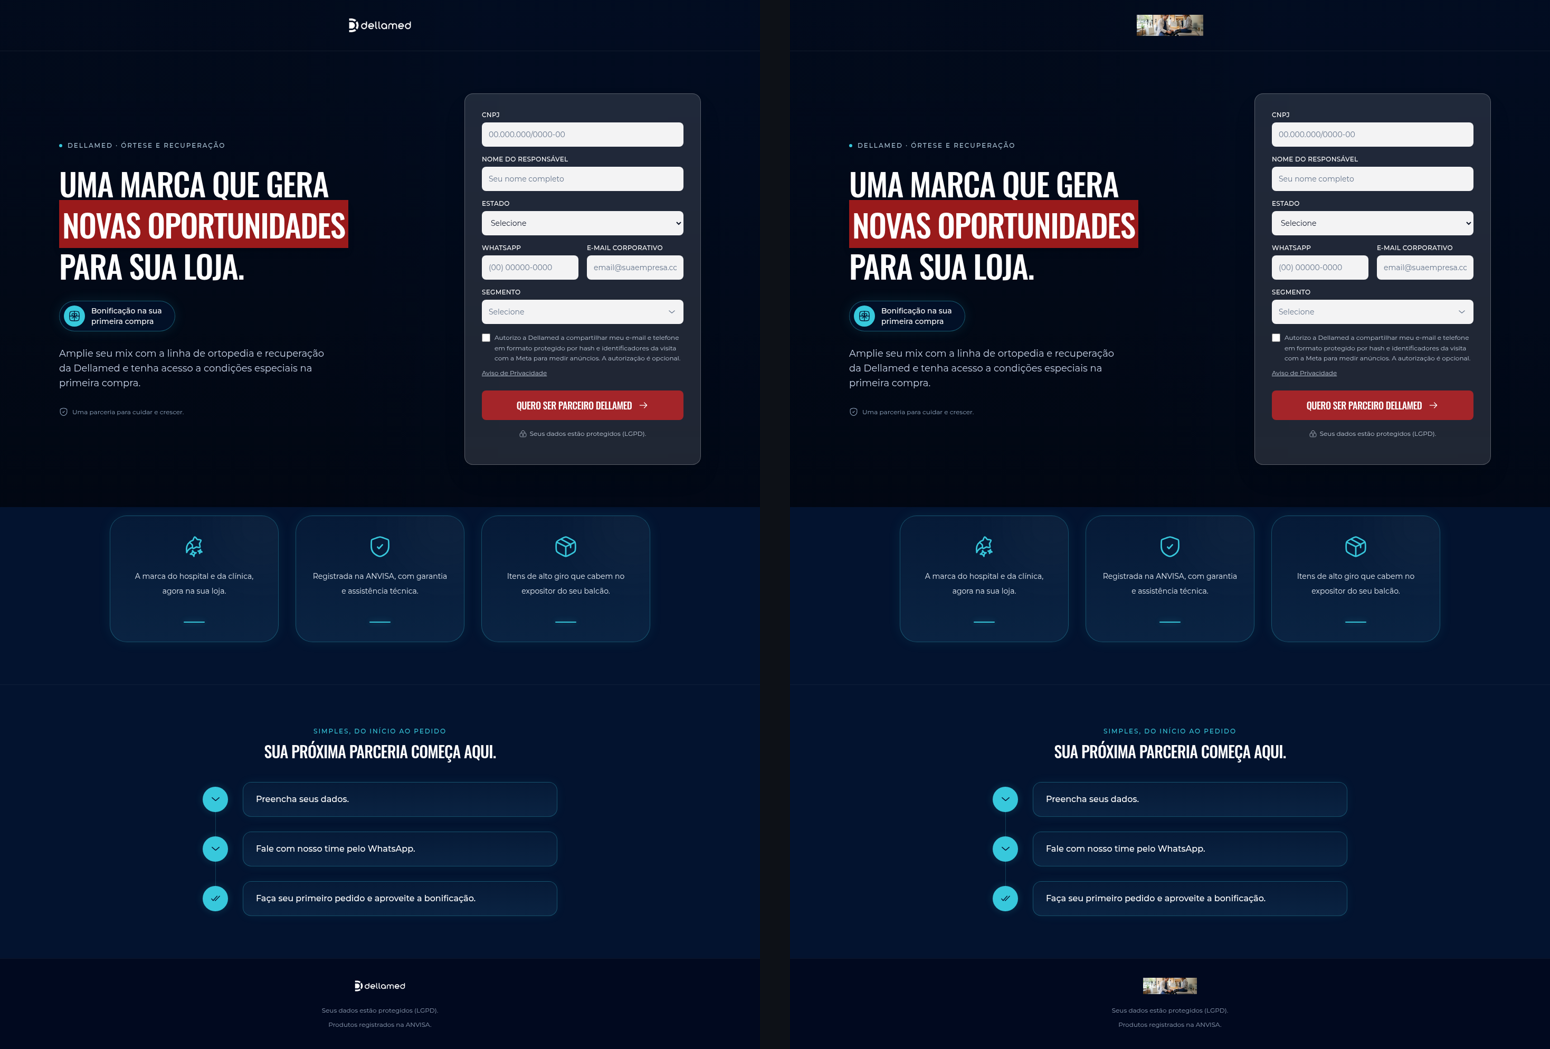 dellamed
DELLAMED · ÓRTESE E RECUPERAÇÃO
UMA MARCA QUE GERA
NOVAS OPORTUNIDADES
PARA SUA LOJA.
Bonificação na sua
primeira compra
Amplie seu mix com a linha de ortopedia e recuperação
da Dellamed e tenha acesso a condições especiais na
primeira compra.
Uma parceria para cuidar e crescer.
CNPJ
00.000.000/0000-00
NOME DO RESPONSÁVEL
Seu nome completo
ESTADO
Selecione
WHATSAPP
E-MAIL CORPORATIVO
(00) 00000-0000
email@suaempresa.cc
SEGMENTO
Selecione
Autorizo a Dellamed a compartilhar meu e-mail e telefone
em formato protegido por hash e identificadores da visita
com a Meta para medir anúncios. A autorização é opcional.
Aviso de Privacidade
QUERO SER PARCEIRO DELLAMED
Seus dados estão protegidos (LGPD).
A marca do hospital e da clínica,
agora na sua loja.
Registrada na ANVISA, com garantia
e assistência técnica.
Itens de alto giro que cabem no
expositor do seu balcão.
SIMPLES, DO INÍCIO AO PEDIDO
SUA PRÓXIMA PARCERIA COMEÇA AQUI.
Preencha seus dados.
Fale com nosso time pelo WhatsApp.
Faça seu primeiro pedido e aproveite a bonificação.
dellamed
Seus dados estão protegidos (LGPD).
Produtos registrados na ANVISA.
DELLAMED · ÓRTESE E RECUPERAÇÃO
UMA MARCA QUE GERA
NOVAS OPORTUNIDADES
PARA SUA LOJA.
Bonificação na sua
primeira compra
Amplie seu mix com a linha de ortopedia e recuperação
da Dellamed e tenha acesso a condições especiais na
primeira compra.
Uma parceria para cuidar e crescer.
CNPJ
00.000.000/0000-00
NOME DO RESPONSÁVEL
Seu nome completo
ESTADO
Selecione
WHATSAPP
E-MAIL CORPORATIVO
(00) 00000-0000
email@suaempresa.cc
SEGMENTO
Selecione
Autorizo a Dellamed a compartilhar meu e-mail e telefone
em formato protegido por hash e identificadores da visita
com a Meta para medir anúncios. A autorização é opcional.
Aviso de Privacidade
QUERO SER PARCEIRO DELLAMED
Seus dados estão protegidos (LGPD).
A marca do hospital e da clínica,
agora na sua loja.
Registrada na ANVISA, com garantia
e assistência técnica.
Itens de alto giro que cabem no
expositor do seu balcão.
SIMPLES, DO INÍCIO AO PEDIDO
SUA PRÓXIMA PARCERIA COMEÇA AQUI.
Preencha seus dados.
Fale com nosso time pelo WhatsApp.
Faça seu primeiro pedido e aproveite a bonificação.
Seus dados estão protegidos (LGPD).
Produtos registrados na ANVISA.